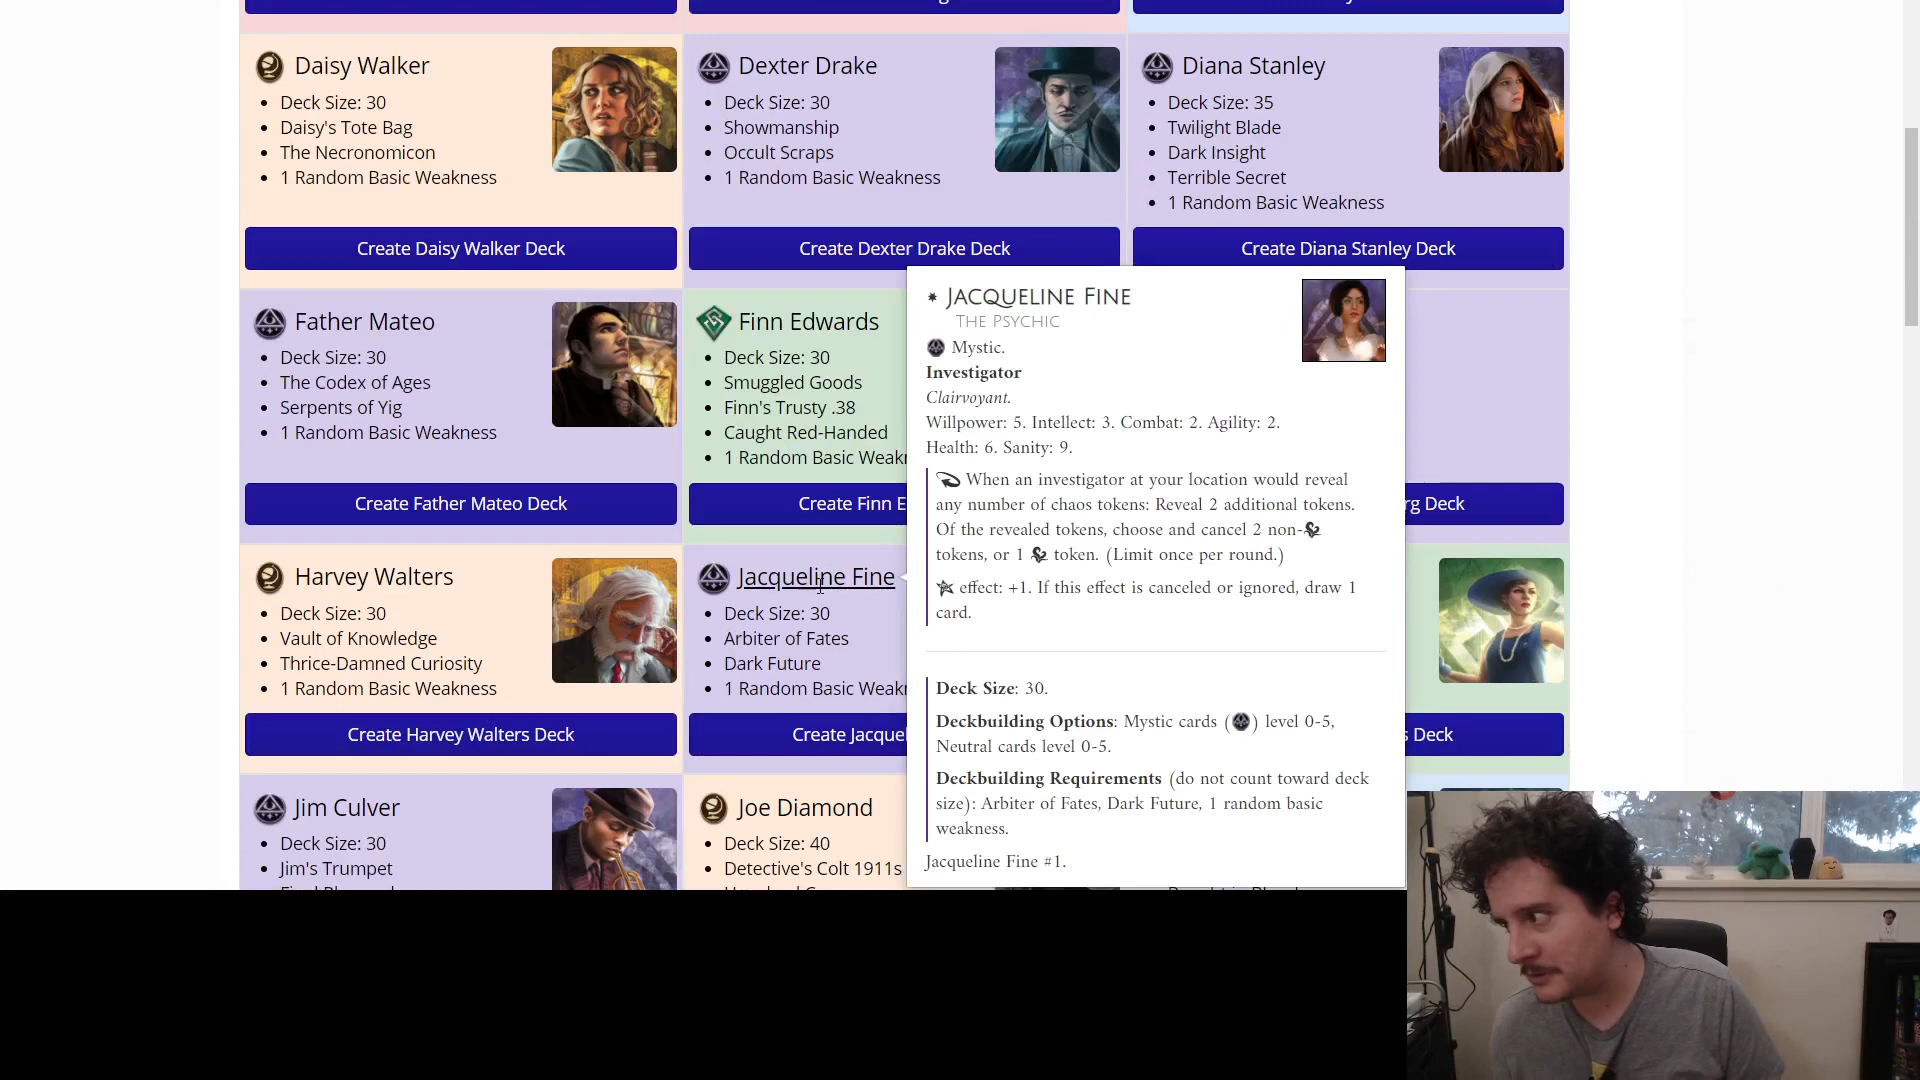 Daisy Walker
Deck Size: 30
Daisy's Tote Bag
The Necronomicon
1 Random Basic Weakness
Create Daisy Walker Deck
Dexter Drake
Deck Size: 30
Showmanship
Occult Scraps
1 Random Basic Weakness
Create Dexter Drake Deck
Diana Stanley
Deck Size: 35
Twilight Blade
Dark Insight
Terrible Secret
1 Random Basic Weakness
Create Diana Stanley Deck
Father Mateo
Deck Size: 30
The Codex of Ages
Serpents of Yig
1 Random Basic Weakness
Create Father Mateo Deck
Finn Edwards
Deck Size: 30
Smuggled Goods
Finn's Trusty .38
Caught Red-Handed
1 Random Basic Weakn
Create Finn E
rg Deck
Jacqueline Fine
The Psychic
Mystic.
Investigator
Clairvoyant.
Willpower: 5. Intellect: 3. Combat: 2. Agility: 2.
Health: 6. Sanity: 9.
When an investigator at your location would reveal
any number of chaos tokens: Reveal 2 additional tokens.
Of the revealed tokens, choose and cancel 2 non-
tokens, or 1 token. (Limit once per round.)
effect: +1. If this effect is canceled or ignored, draw 1
card.
Deck Size: 30.
Deckbuilding Options: Mystic cards ( ) level 0-5,
Neutral cards level 0-5.
Deckbuilding Requirements (do not count toward deck
size): Arbiter of Fates, Dark Future, 1 random basic
weakness.
Jacqueline Fine #1.
Harvey Walters
Deck Size: 30
Vault of Knowledge
Thrice-Damned Curiosity
1 Random Basic Weakness
Create Harvey Walters Deck
Jacqueline Fine
Deck Size: 30
Arbiter of Fates
Dark Future
1 Random Basic Weakn
Create Jacquel
s Deck
Jim Culver
Deck Size: 30
Jim's Trumpet
Joe Diamond
Deck Size: 40
Detective's Colt 1911s